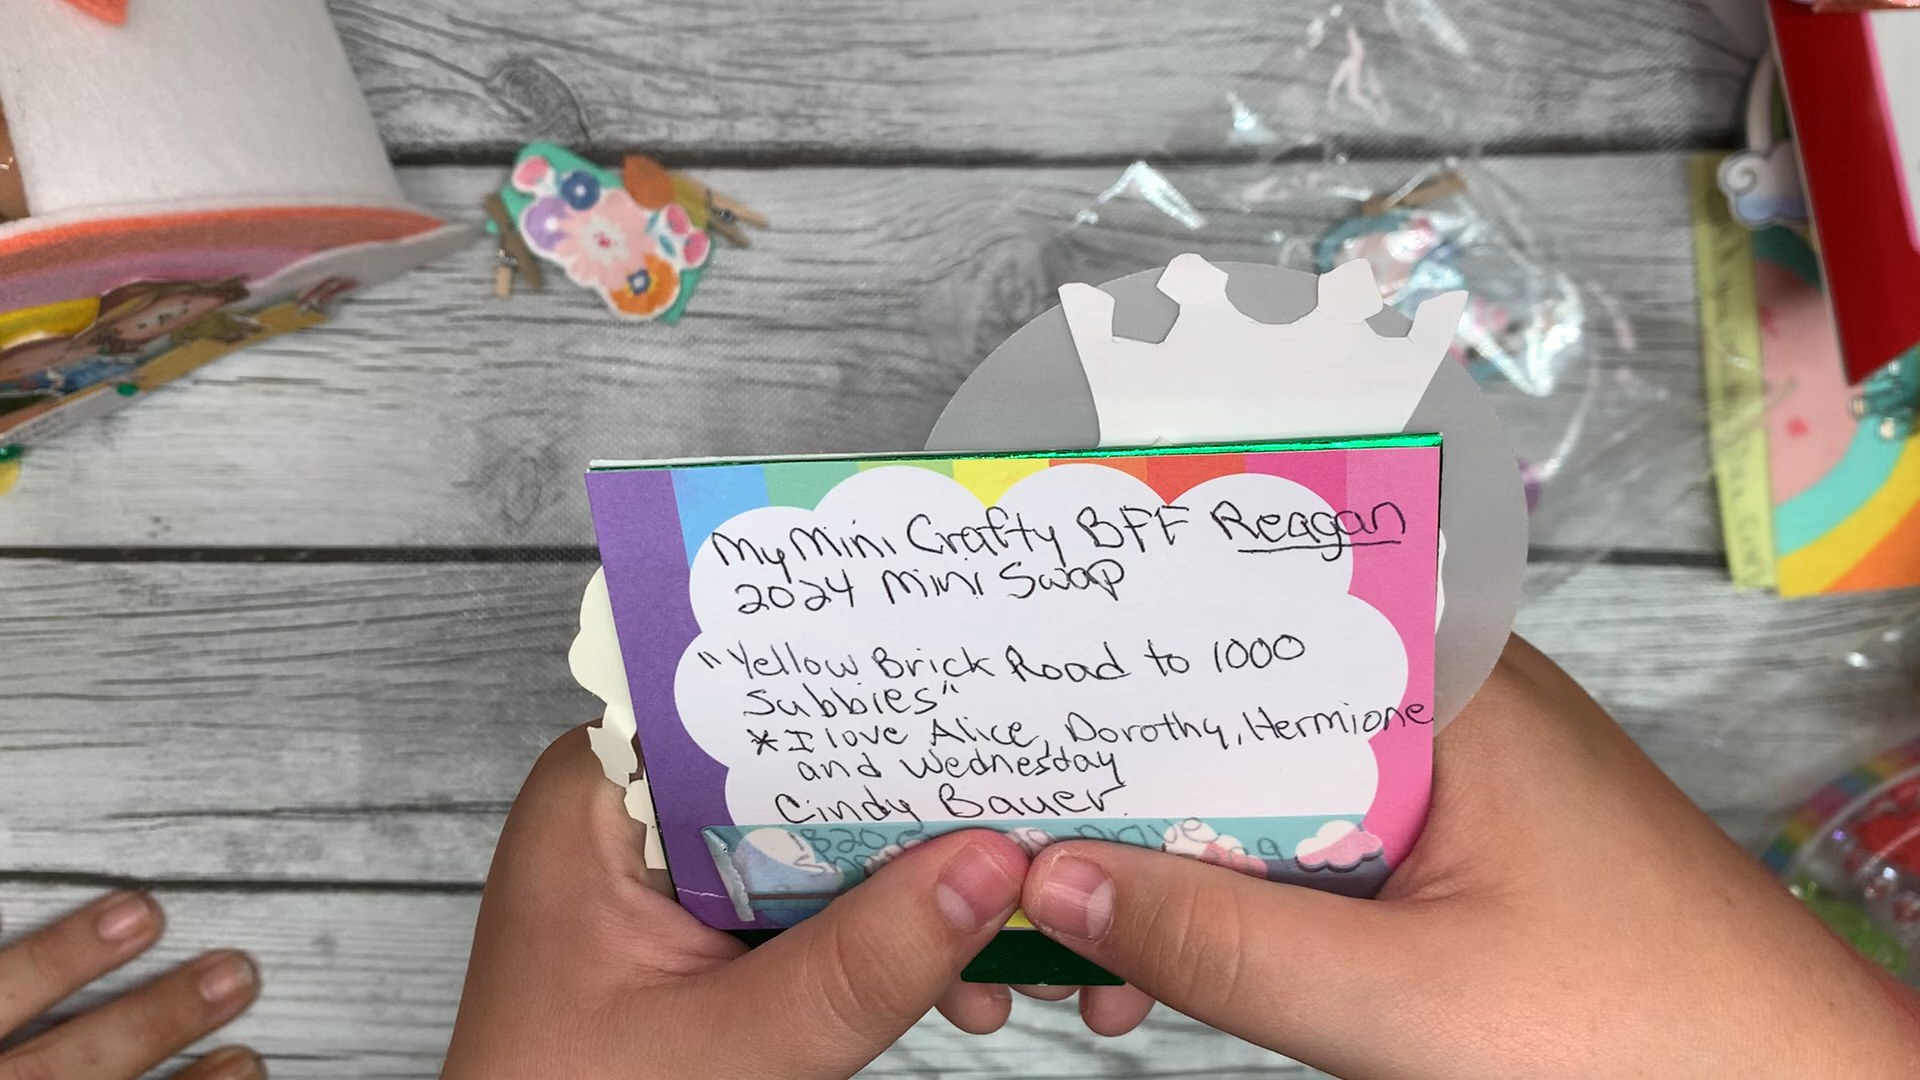 My Mini Crafty BFF Reagan
2024 Mini Swap
"Yellow Brick Road to 1000
Subbies"
*I love Alice, Dorothy, Hermione
and Wednesday
Cindy Bauer